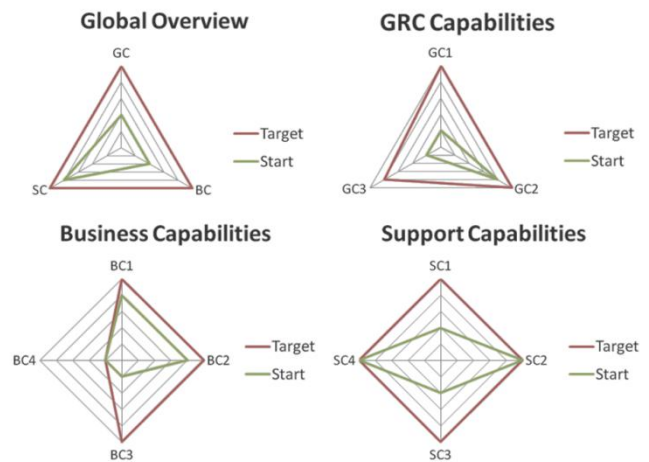 Global Overview
GC
SC
BC
Target
Start
GRC Capabilities
GC1
GC3
GC2
Target
Start
Business Capabilities
BC1
BC4
BC2
BC3
Target
Start
Support Capabilities
SC1
SC4
SC2
SC3
Target
Start